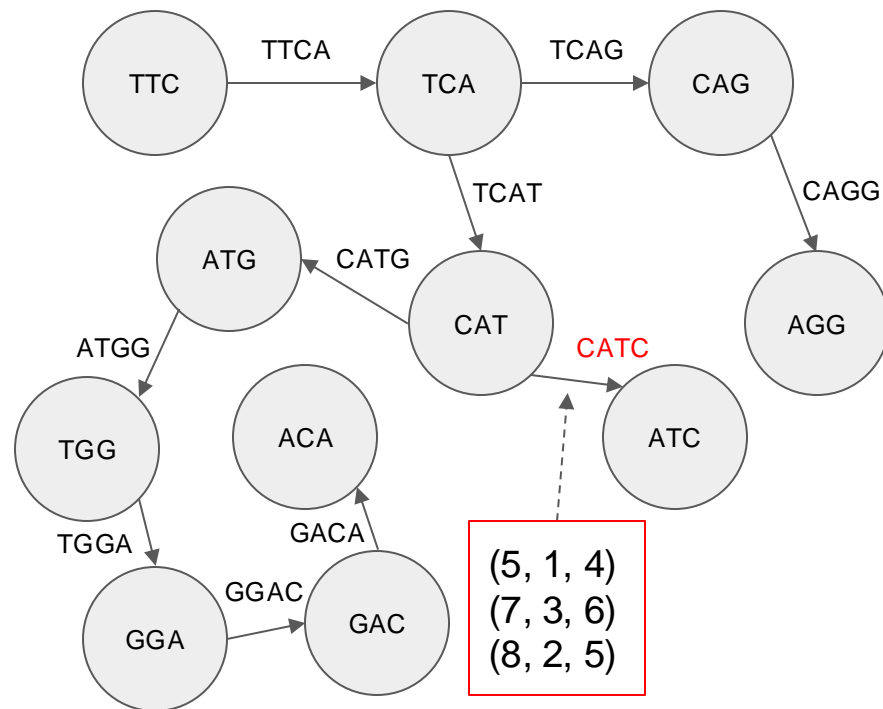 TTCA
TCAG
TTC
TCA
CAG
TCAT
CAGG
ATG
CATG
CAT
AGG
ATGG
CATC
TGG
ACA
ATC
TGGA
GACA
GGAC
GGA
GAC
(5, 1, 4)
(7, 3, 6)
(8, 2, 5)